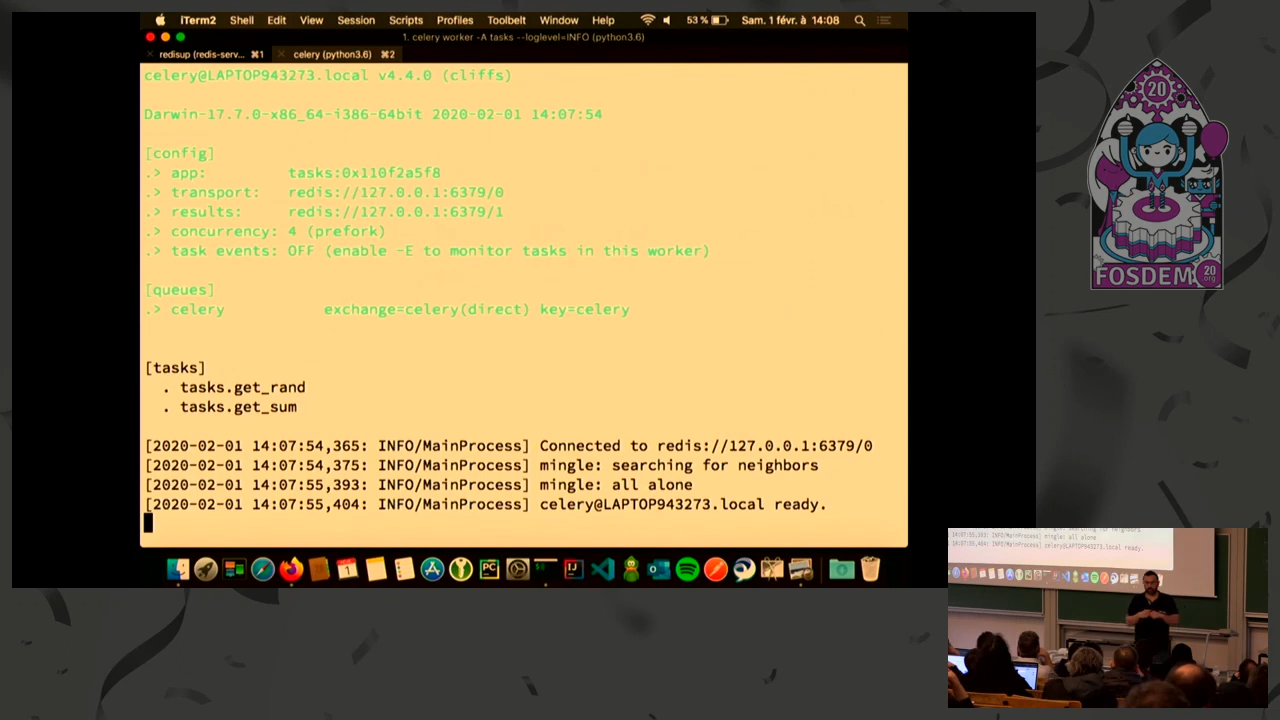 iTerm2 Shell Edit View Session Scripts Profiles Toolbelt Window Help 53 % Sam. 1 févr. à 14:08
1. celery worker -A tasks --loglevel=INFO (python3.6)
redisup (redis-serv... ⌘1 celery (python3.6) ⌘2
celery@LAPTOP943273.local v4.4.0 (cliffs)
Darwin-17.7.0-x86_64-i386-64bit 2020-02-01 14:07:54
[config]
.> app: tasks:0x110f2a5f8
.> transport: redis://127.0.0.1:6379/0
.> results: redis://127.0.0.1:6379/1
.> concurrency: 4 (prefork)
.> task events: OFF (enable -E to monitor tasks in this worker)
[queues]
.> celery exchange=celery(direct) key=celery
[tasks]
. tasks.get_rand
. tasks.get_sum
[2020-02-01 14:07:54,365: INFO/MainProcess] Connected to redis://127.0.0.1:6379/0
[2020-02-01 14:07:54,375: INFO/MainProcess] mingle: searching for neighbors
[2020-02-01 14:07:55,393: INFO/MainProcess] mingle: all alone
[2020-02-01 14:07:55,404: INFO/MainProcess] celery@LAPTOP943273.local ready.
20
FOSDEM 20
.org